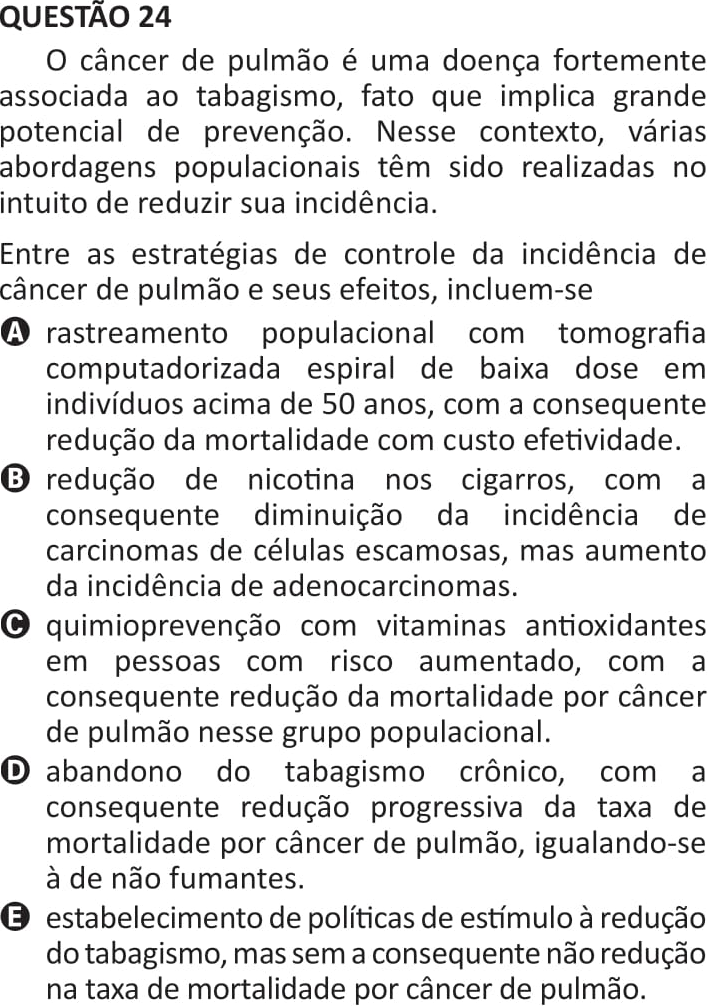 QUESTÃO 24
O câncer de pulmão é uma doença fortemente
associada ao tabagismo, fato que implica grande
potencial de prevenção. Nesse contexto, várias
abordagens populacionais têm sido realizadas no
intuito de reduzir sua incidência.
Entre as estratégias de controle da incidência de
câncer de pulmão e seus efeitos, incluem-se
A rastreamento populacional com tomografia
computadorizada espiral de baixa dose em
indivíduos acima de 50 anos, com a consequente
redução da mortalidade com custo efetividade.
B redução de nicotina nos cigarros, com a
consequente diminuição da incidência de
carcinomas de células escamosas, mas aumento
da incidência de adenocarcinomas.
C quimioprevenção com vitaminas antioxidantes
em pessoas com risco aumentado, com a
consequente redução da mortalidade por câncer
de pulmão nesse grupo populacional.
D abandono do tabagismo crônico, com a
consequente redução progressiva da taxa de
mortalidade por câncer de pulmão, igualando-se
à de não fumantes.
E estabelecimento de políticas de estímulo à redução
do tabagismo, mas sem a consequente não redução
na taxa de mortalidade por câncer de pulmão.